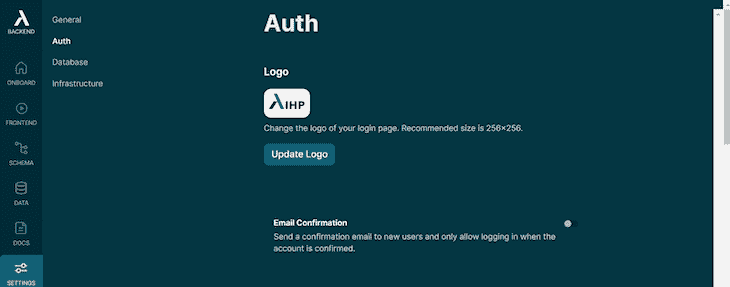 BACKEND
ONBOARD
FRONTEND
SCHEMA
DATA
DOCS
SETTINGS
General
Auth
Database
Infrastructure
Auth
Logo
IHP
Change the logo of your login page. Recommended size is 256×256.
Update Logo
Email Confirmation
Send a confirmation email to new users and only allow logging in when the
account is confirmed.